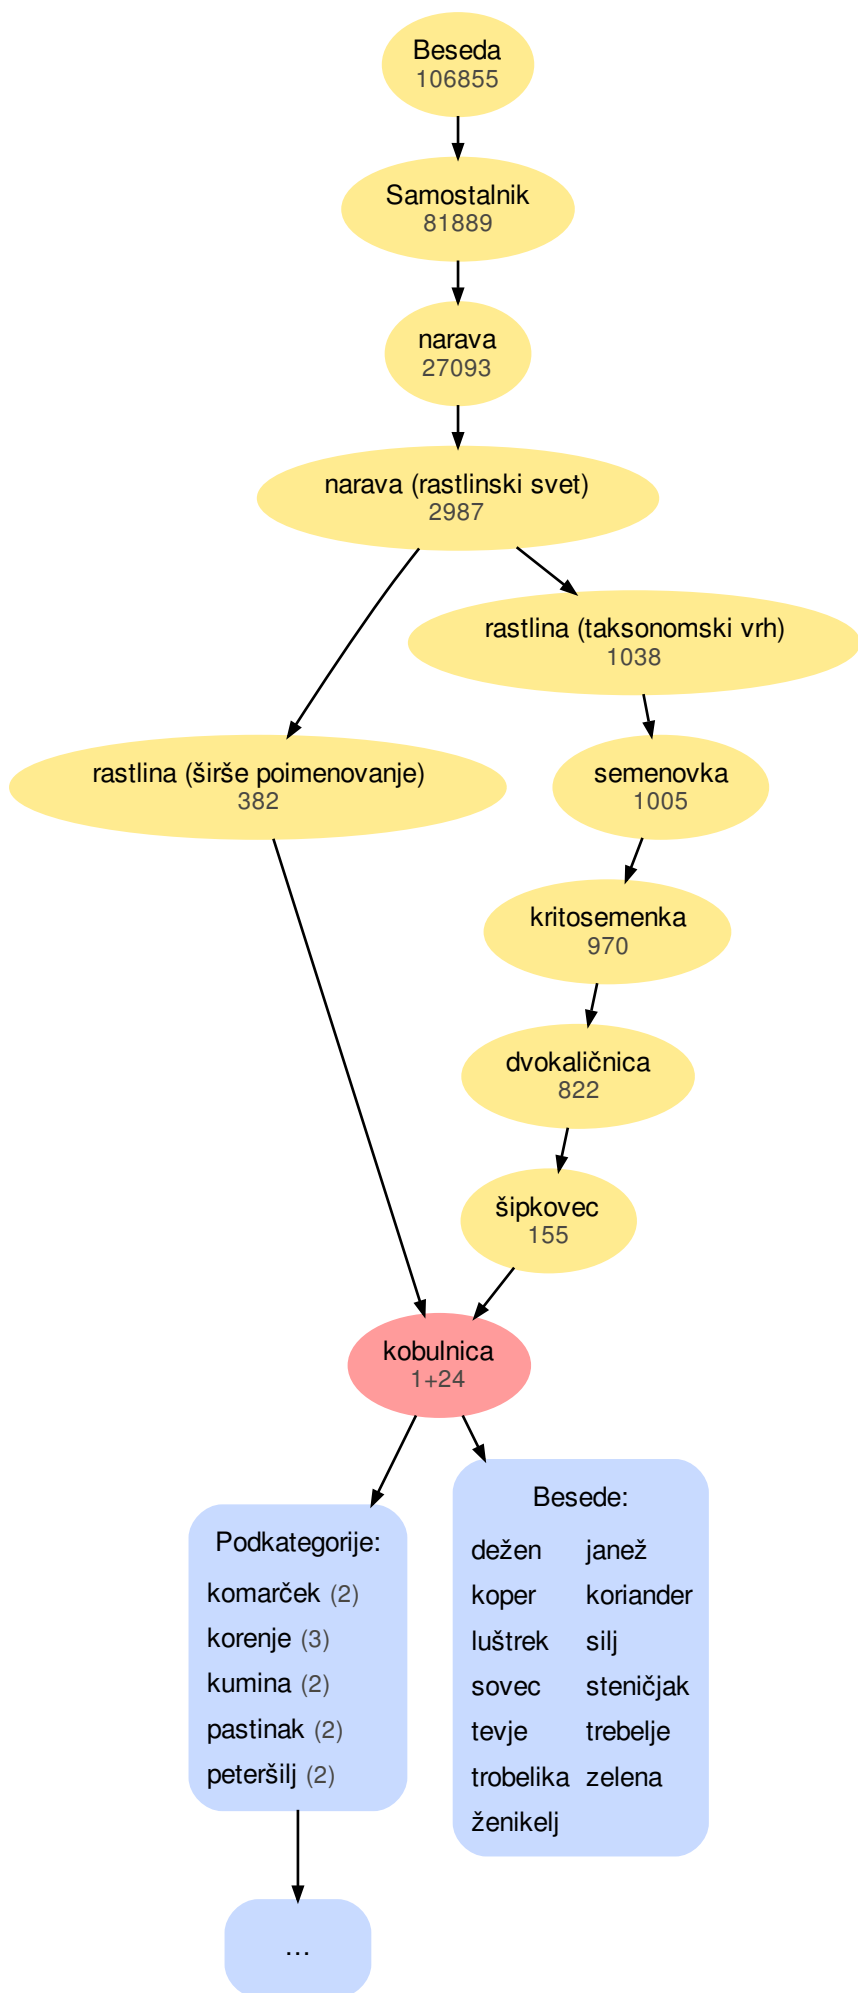 Beseda
106855
Samostalnik
81889
narava
27093
narava (rastlinski svet)
2987
rastlina (taksonomski vrh)
1038
rastlina (širše poimenovanje)
382
semenovka
1005
kritosemenka
970
dvokaličnica
822
šipkovec
155
kobulnica
1+24
Podkategorije:
komarček (2)
korenje (3)
kumina (2)
pastinak (2)
peteršilj (2)
Besede:
dežen janež
koper koriander
luštrek silj
sovec steničjak
tevje trebelje
trobelika zelena
ženikelj
...